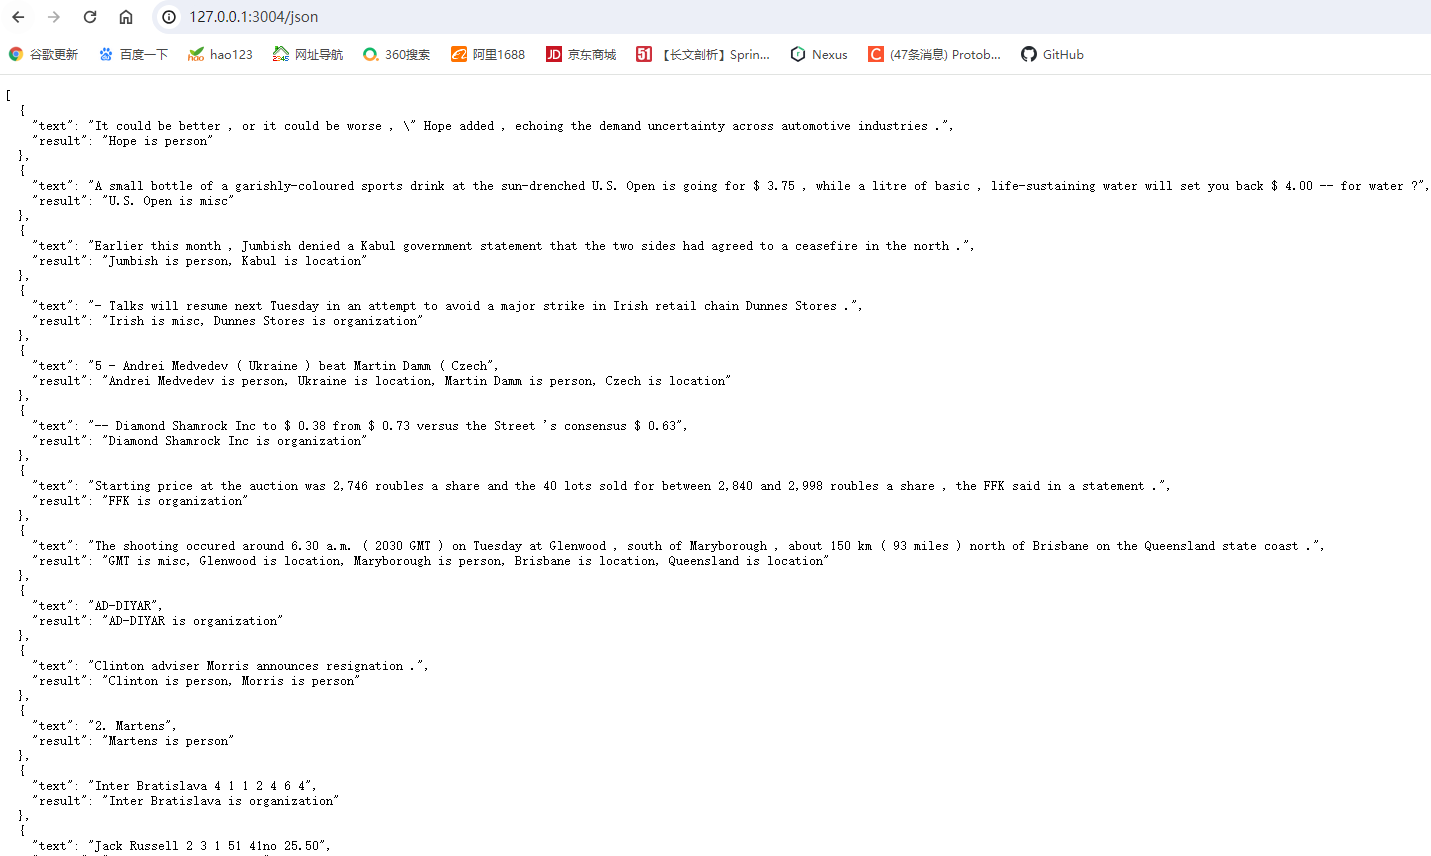 127.0.0.1:3004/json
谷歌更新 百度一下 hao123 网址导航 360搜索 阿里1688 京东商城 【长文剖析】Sprin... Nexus (47条消息) Protob... GitHub
[
{
"text": "It could be better , or it could be worse , \" Hope added , echoing the demand uncertainty across automotive industries .",
"result": "Hope is person"
},
{
"text": "A small bottle of a garishly-coloured sports drink at the sun-drenched U.S. Open is going for $ 3.75 , while a litre of basic , life-sustaining water will set you back $ 4.00 -- for water ?",
"result": "U.S. Open is misc"
},
{
"text": "Earlier this month , Jumbish denied a Kabul government statement that the two sides had agreed to a ceasefire in the north .",
"result": "Jumbish is person, Kabul is location"
},
{
"text": "- Talks will resume next Tuesday in an attempt to avoid a major strike in Irish retail chain Dunnes Stores .",
"result": "Irish is misc, Dunnes Stores is organization"
},
{
"text": "5 - Andrei Medvedev ( Ukraine ) beat Martin Damm ( Czech",
"result": "Andrei Medvedev is person, Ukraine is location, Martin Damm is person, Czech is location"
},
{
"text": "-- Diamond Shamrock Inc to $ 0.38 from $ 0.73 versus the Street 's consensus $ 0.63",
"result": "Diamond Shamrock Inc is organization"
},
{
"text": "Starting price at the auction was 2,746 roubles a share and the 40 lots sold for between 2,840 and 2,998 roubles a share , the FFK said in a statement .",
"result": "FFK is organization"
},
{
"text": "The shooting occured around 6.30 a.m. ( 2030 GMT ) on Tuesday at Glenwood , south of Maryborough , about 150 km ( 93 miles ) north of Brisbane on the Queensland state coast .",
"result": "GMT is misc, Glenwood is location, Maryborough is person, Brisbane is location, Queensland is location"
},
{
"text": "AD-DIYAR",
"result": "AD-DIYAR is organization"
},
{
"text": "Clinton adviser Morris announces resignation .",
"result": "Clinton is person, Morris is person"
},
{
"text": "2. Martens",
"result": "Martens is person"
},
{
"text": "Inter Bratislava 4 1 1 2 4 6 4",
"result": "Inter Bratislava is organization"
},
{
"text": "Jack Russell 2 3 1 51 41no 25.50",